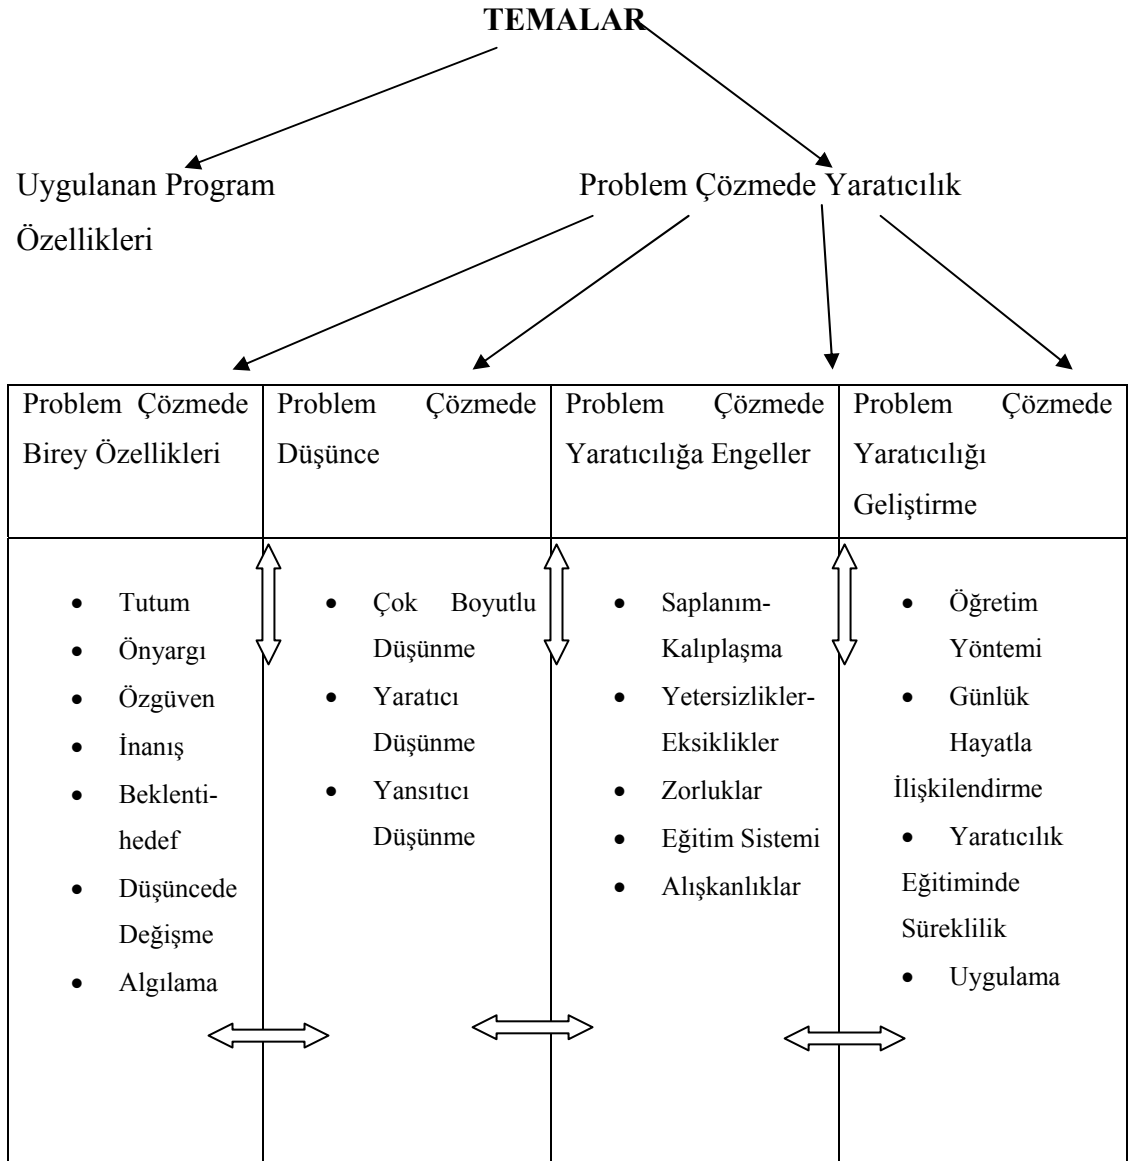 TEMALAR
Uygulanan Program
Özellikleri
Problem Çözmede Yaratıcılık
Problem Çözmede
Birey Özellikleri
Problem Çözmede
Düşünce
Problem Çözmede
Yaratıcılığa Engeller
Problem Çözmede
Yaratıcılığı
Geliştirme
• Tutum
• Önyargı
• Özgüven
• İnanış
• Beklenti-
hedef
• Düşüncede
Değişme
• Algılama
• Çok Boyutlu
Düşünme
• Yaratıcı
Düşünme
• Yansıtıcı
Düşünme
• Saplanım-
Kalıplaşma
• Yetersizlikler-
Eksiklikler
• Zorluklar
• Eğitim Sistemi
• Alışkanlıklar
• Öğretim
Yöntemi
• Günlük
Hayatla
İlişkilendirme
• Yaratıcılık
Eğitiminde
Süreklilik
• Uygulama